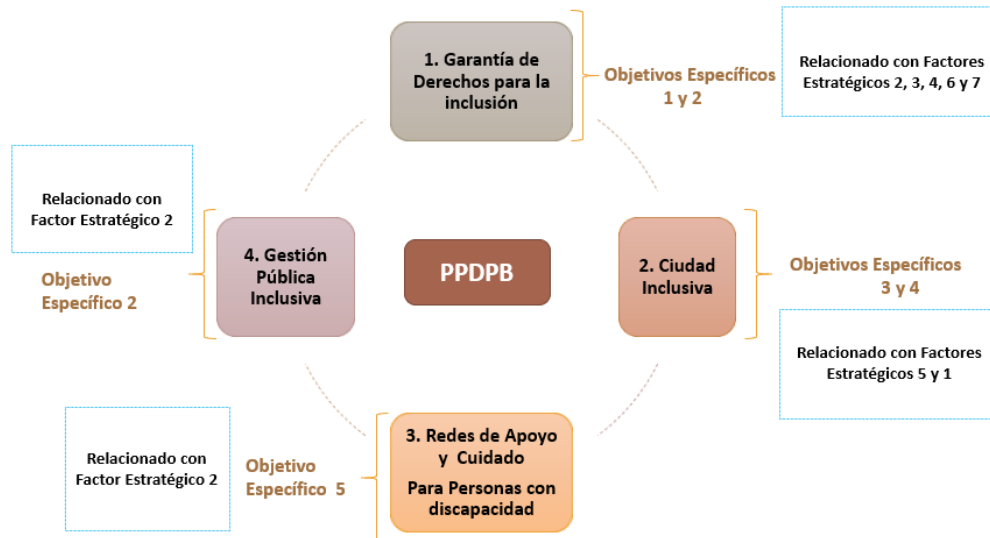 1. Garantía de
Derechos para la
inclusión
Objetivos Específicos
1 y 2
Relacionado con Factores
Estratégicos 2, 3, 4, 6 y 7
Relacionado con
Factor Estratégico 2
Objetivo
Específico 2
4. Gestión
Pública
Inclusiva
PPDPB
2. Ciudad
Inclusiva
Objetivos Específicos
3 y 4
Relacionado con Factores
Estratégicos 5 y 1
Relacionado con
Factor Estratégico 2
Objetivo
Específico 5
3. Redes de Apoyo
y Cuidado
Para Personas con
discapacidad